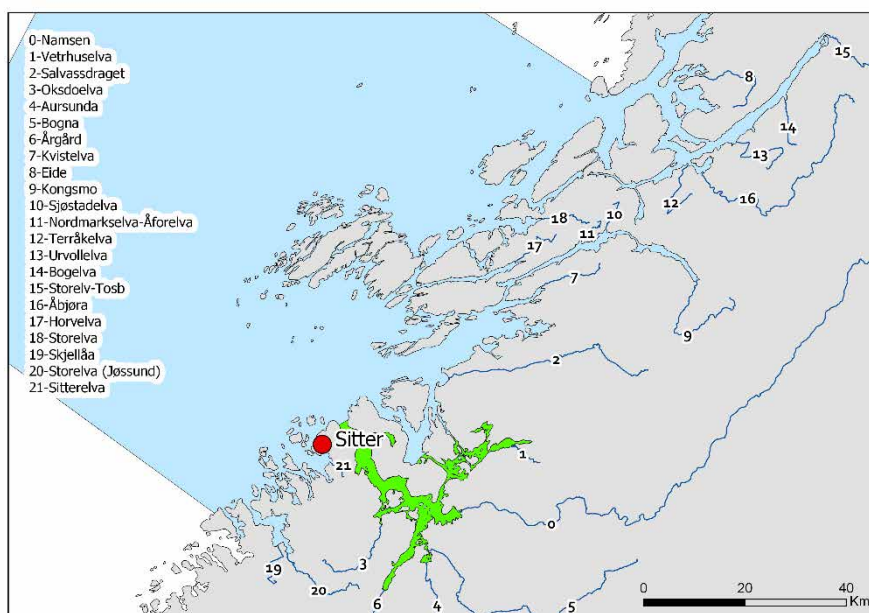 0-Namsen
1-Vetrhuselva
2-Salvassdraget
3-Oksdoelva
4-Aursunda
5-Bogna
6-Årgård
7-Kvistelva
8-Eide
9-Kongsmo
10-Sjøstadelva
11-Nordmarkselva-Åforelva
12-Terråkelva
13-Urvollelva
14-Bogelva
15-Storelv-Tosb
16-Åbjøra
17-Horvelva
18-Storelva
19-Skjellåa
20-Storelva (Jøssund)
21-Sitterelva
15
8
14
13
12
16
10
18
11
17
7
9
2
Sitter
21
1
0
3
19
20
6
4
5
0 20 40
Km